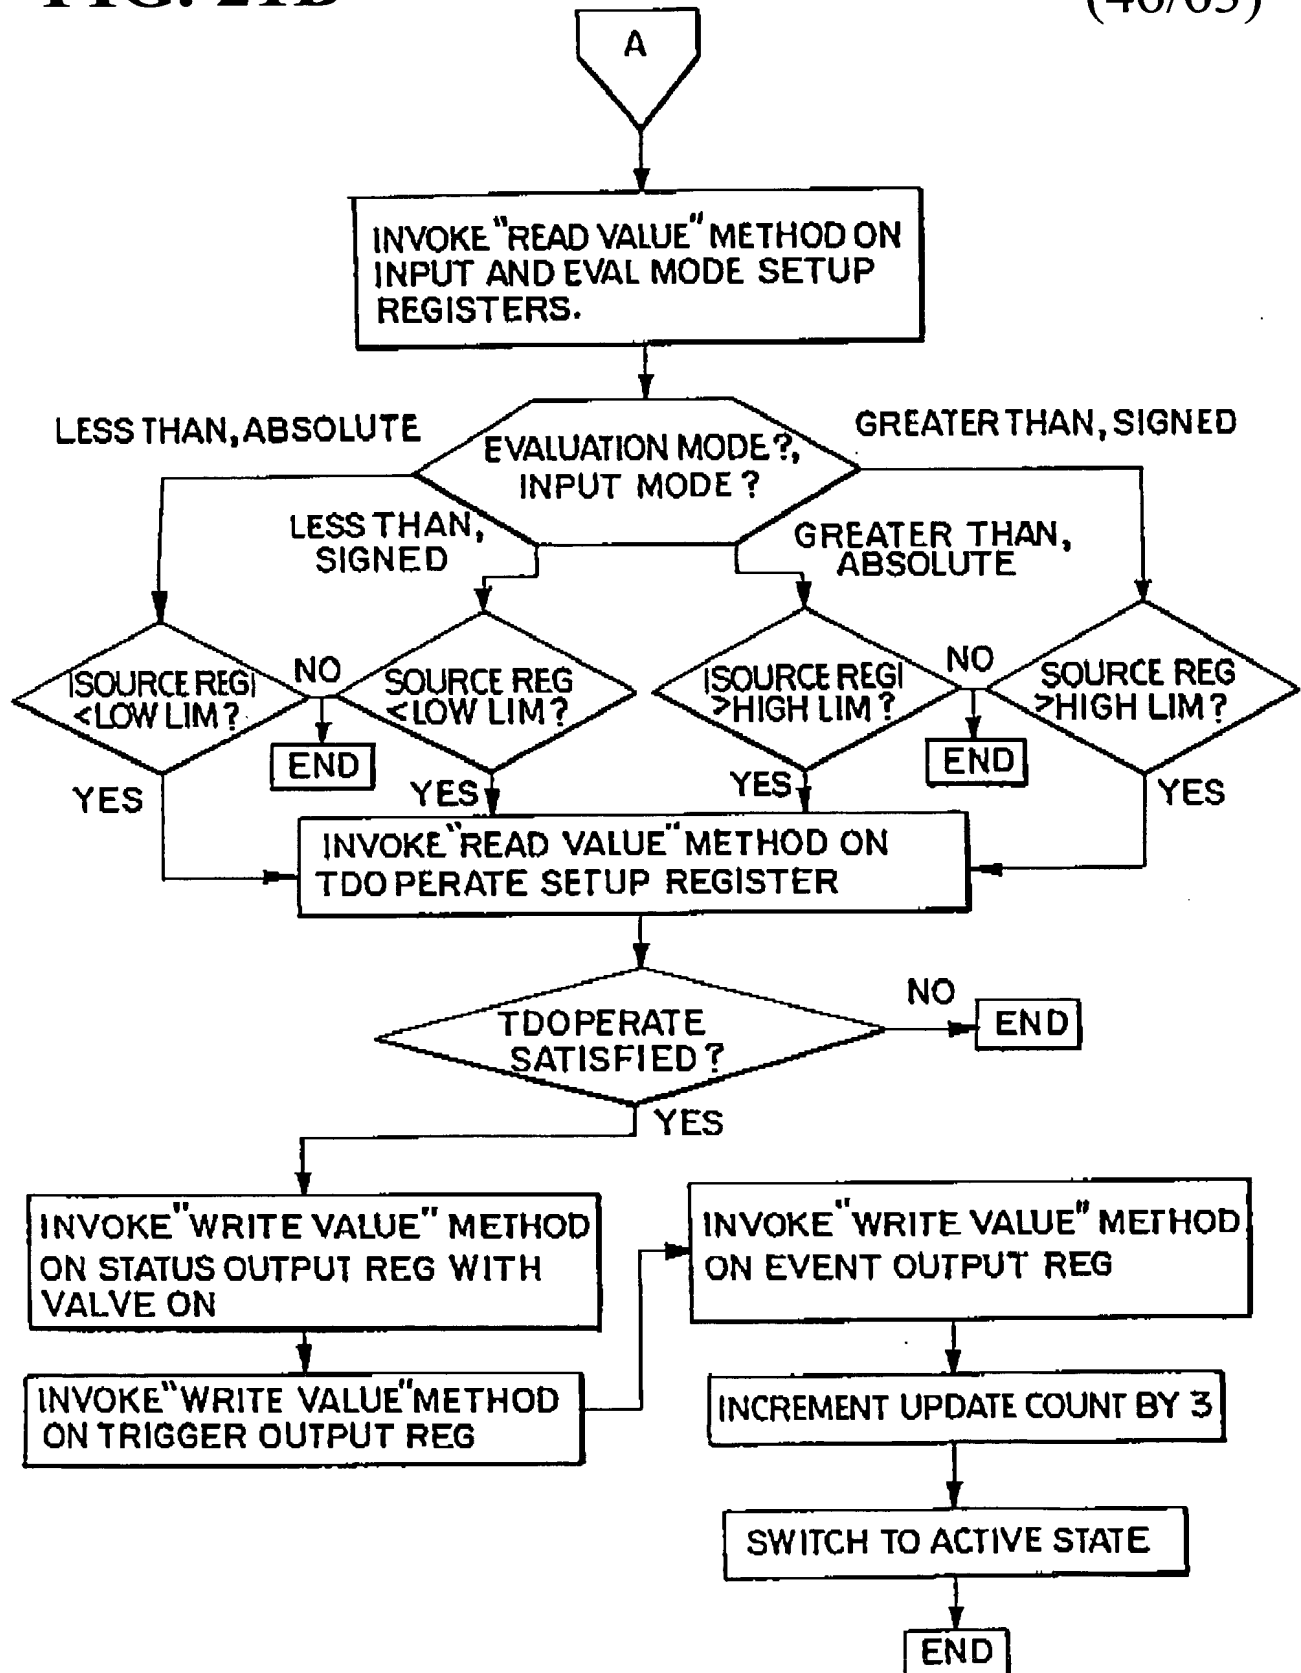 A
INVOKE "READ VALUE" METHOD ON
INPUT AND EVAL MODE SETUP
REGISTERS.
LESS THAN, ABSOLUTE
EVALUATION MODE?,
INPUT MODE?
GREATER THAN, SIGNED
LESS THAN,
SIGNED
GREATER THAN,
ABSOLUTE
|SOURCE REG|
<LOW LIM?
NO
SOURCE REG
<LOW LIM?
|SOURCE REG|
>HIGH LIM?
NO
SOURCE REG
>HIGH LIM?
END
END
YES
YES
YES
YES
INVOKE "READ VALUE" METHOD ON
TDOPERATE SETUP REGISTER
TDOPERATE
SATISFIED?
NO
END
YES
INVOKE "WRITE VALUE" METHOD
ON STATUS OUTPUT REG WITH
VALVE ON
INVOKE "WRITE VALUE" METHOD
ON TRIGGER OUTPUT REG
INVOKE "WRITE VALUE" METHOD
ON EVENT OUTPUT REG
INCREMENT UPDATE COUNT BY 3
SWITCH TO ACTIVE STATE
END